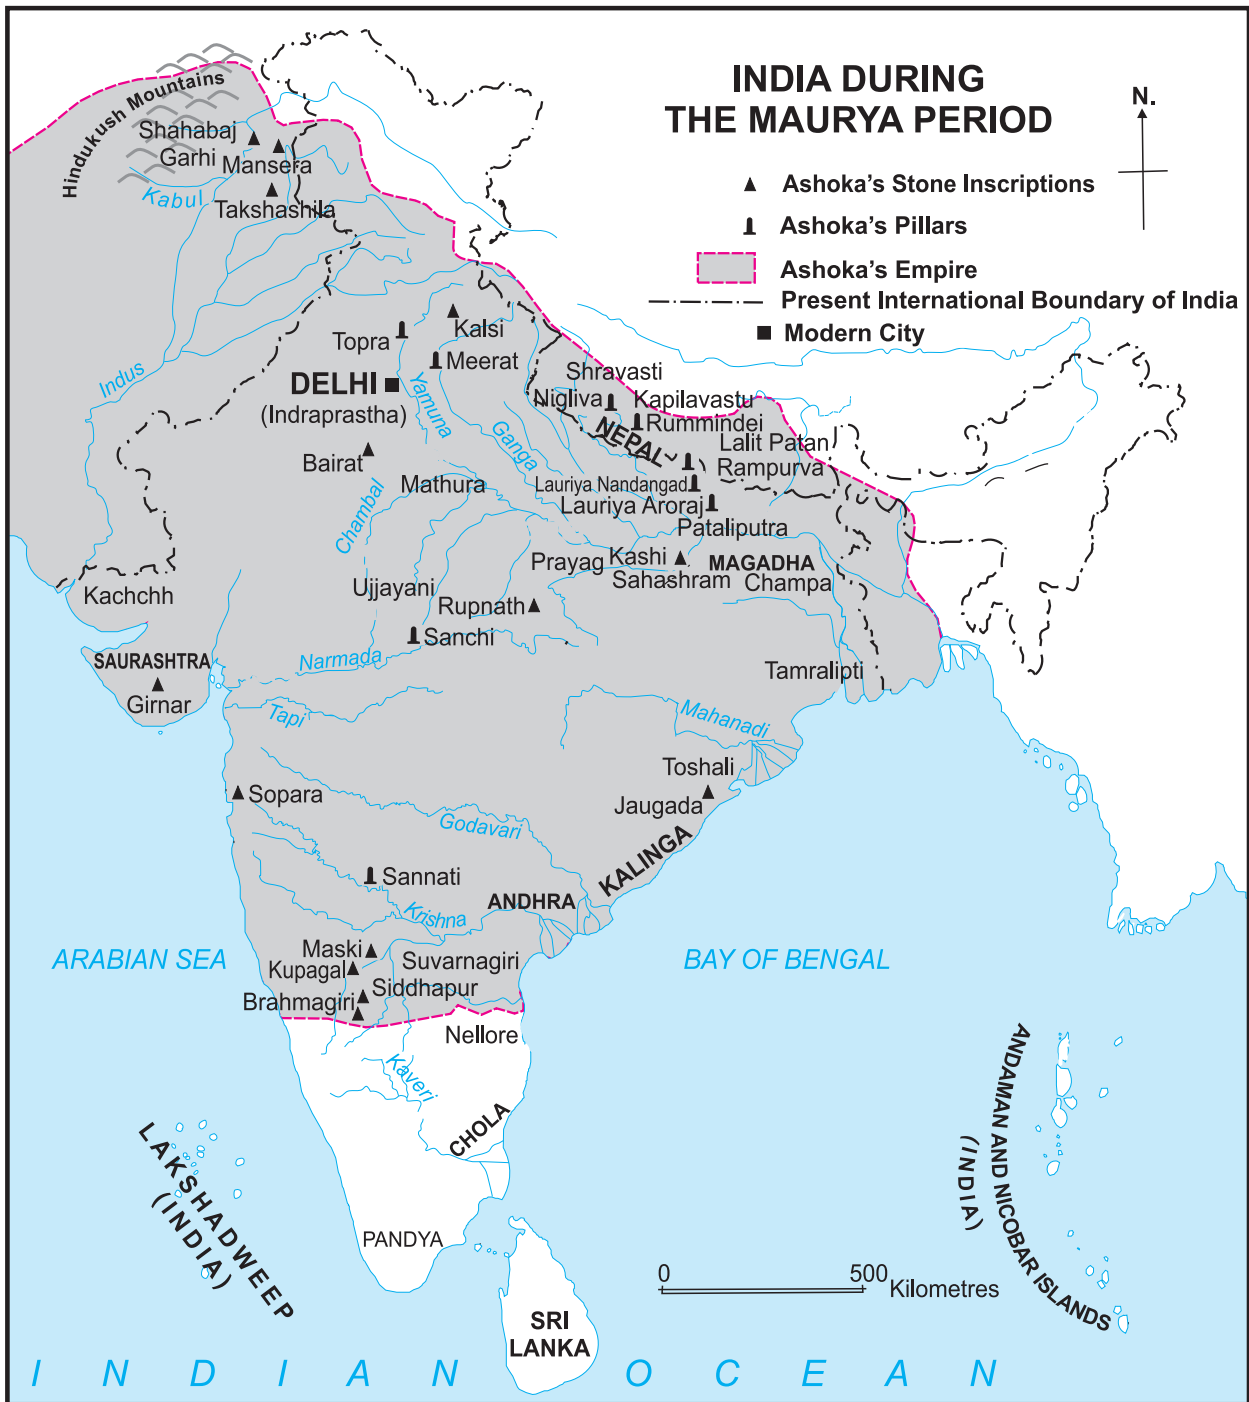 INDIA DURING
THE MAURYA PERIOD
N.
Ashoka's Stone Inscriptions
Ashoka's Pillars
Ashoka's Empire
Present International Boundary of India
Modern City
Hindukush Mountains
Shahabaj
Garhi
Mansera
Kabul
Takshashila
Indus
Topra
Kalsi
Meerat
DELHI
(Indraprastha)
Yamuna
Ganga
Shravasti
Nigliva
Kapilavastu
Rummindei
NEPAL
Lalit Patan
Rampurva
Bairat
Mathura
Chambal
Lauriya Nandangad
Lauriya Aroraj
Pataliputra
Prayag
Kashi
MAGADHA
Sahashram
Champa
Kachchh
Ujjayani
Rupnath
Sanchi
SAURASHTRA
Girnar
Narmada
Tamralipti
Tapi
Mahanadi
Toshali
Jaugada
Sopara
Godavari
KALINGA
Sannati
ANDHRA
Krishna
ARABIAN SEA
BAY OF BENGAL
Maski
Kupagal
Suvarnagiri
Siddhapur
Brahmagiri
Nellore
Kaveri
CHOLA
LAKSHADWEEP
(INDIA)
ANDAMAN AND NICOBAR ISLANDS
(INDIA)
PANDYA
0 500
Kilometres
SRI
LANKA
INDIAN OCEAN